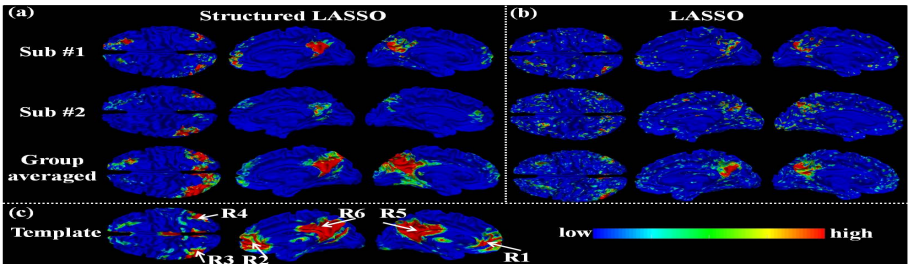 (a) Structured LASSO
(b) LASSO
Sub #1
Sub #2
Group
averaged
(c)
Template
R4
R3
R6
R2
R5
R1
low
high